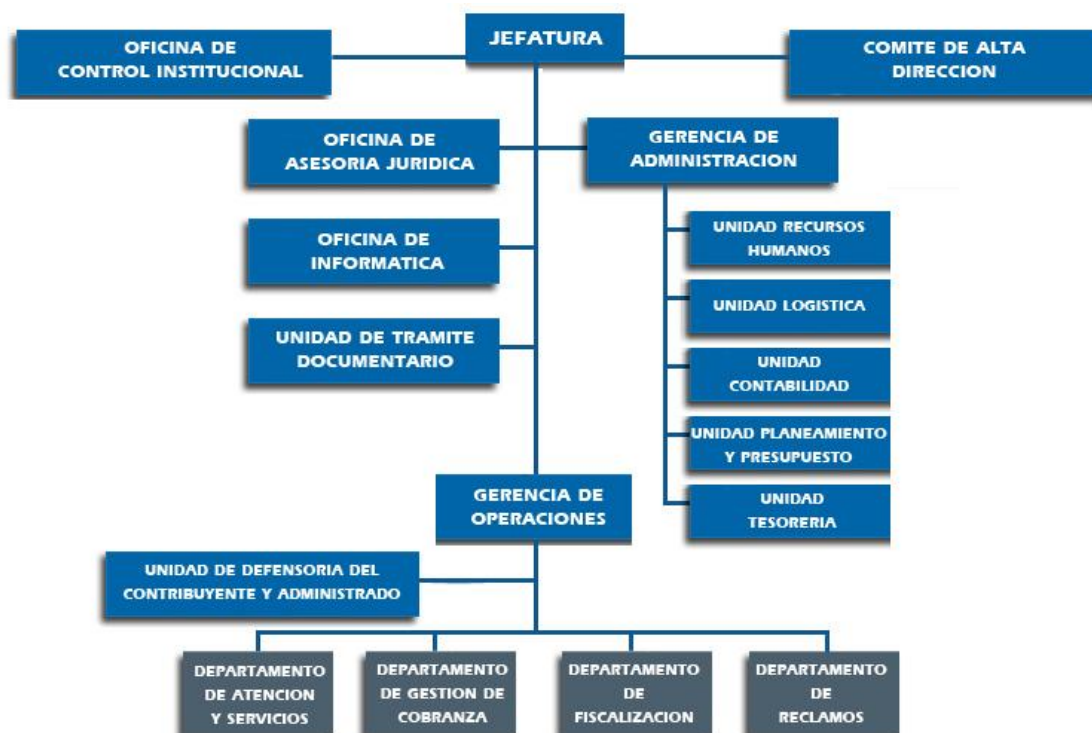 JEFATURA
OFICINA DE
CONTROL INSTITUCIONAL
COMITE DE ALTA
DIRECCION
OFICINA DE
ASESORIA JURIDICA
GERENCIA DE
ADMINISTRACION
OFICINA DE
INFORMATICA
UNIDAD DE TRAMITE
DOCUMENTARIO
UNIDAD RECURSOS
HUMANOS
UNIDAD LOGISTICA
UNIDAD
CONTABILIDAD
UNIDAD PLANEAMIENTO
Y PRESUPUESTO
UNIDAD
TESORERIA
GERENCIA DE
OPERACIONES
UNIDAD DE DEFENSORIA DEL
CONTRIBUYENTE Y ADMINISTRADO
DEPARTAMENTO
DE ATENCION
Y SERVICIOS
DEPARTAMENTO
DE GESTION DE
COBRANZA
DEPARTAMENTO
DE
FISCALIZACION
DEPARTAMENTO
DE
RECLAMOS